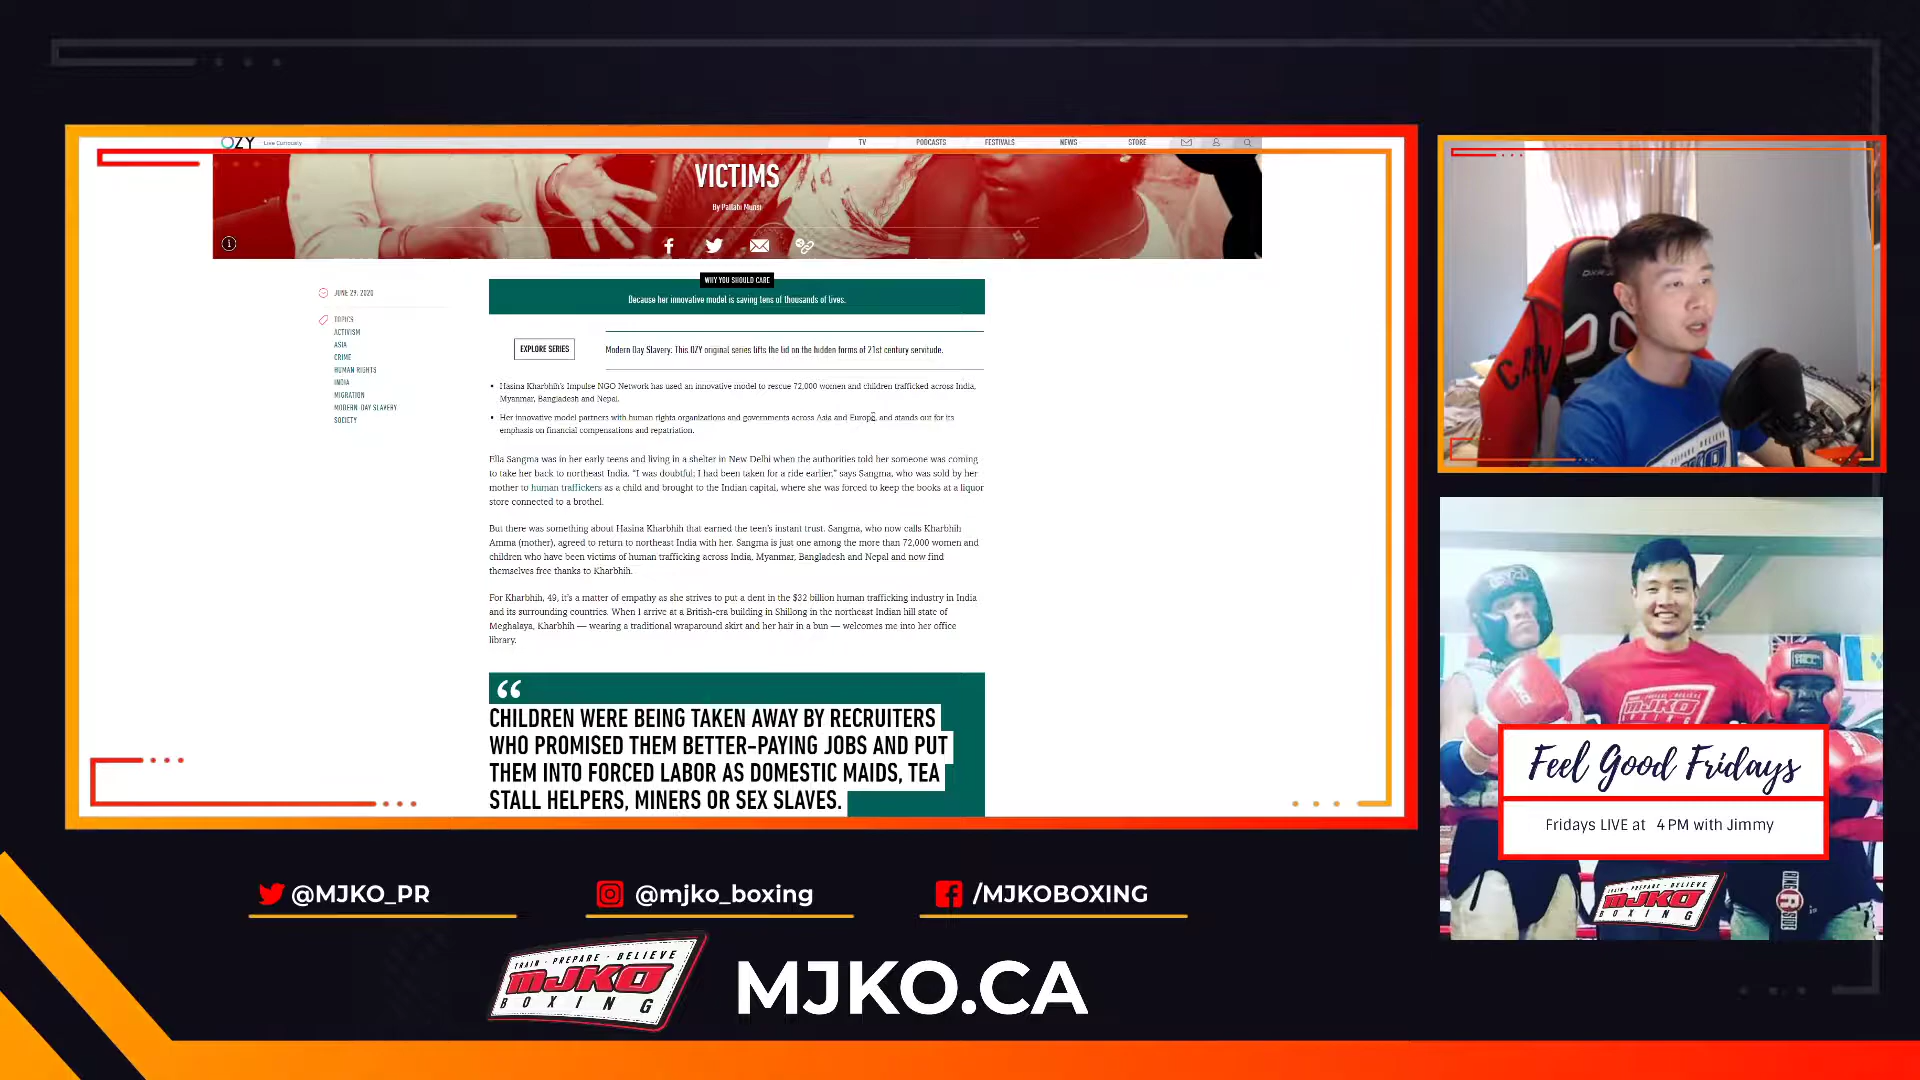 OZY Live Curiously TV PODCASTS FESTIVALS NEWS STORE
VICTIMS
By Pallabi Munsi
JUNE 29, 2020
TOPICS
ACTIVISM
ASIA
CRIME
HUMAN RIGHTS
INDIA
MIGRATION
MODERN-DAY SLAVERY
SOCIETY
WHY YOU SHOULD CARE
Because her innovative model is saving tens of thousands of lives.
EXPLORE SERIES
Modern Day Slavery: This OZY original series lifts the lid on the hidden forms of 21st century servitude.
• Hasina Kharbhih's Impulse NGO Network has used an innovative model to rescue 72,000 women and children trafficked across India,
Myanmar, Bangladesh and Nepal.
• Her innovative model partners with human rights organizations and governments across Asia and Europe, and stands out for its
emphasis on financial compensations and repatriation.
Ella Sangma was in her early teens and living in a shelter in New Delhi when the authorities told her someone was coming
to take her back to northeast India. "I was doubtful; I had been taken for a ride earlier," says Sangma, who was sold by her
mother to human traffickers as a child and brought to the Indian capital, where she was forced to keep the books at a liquor
store connected to a brothel.
But there was something about Hasina Kharbhih that earned the teen's instant trust. Sangma, who now calls Kharbhih
Amma (mother), agreed to return to northeast India with her. Sangma is just one among the more than 72,000 women and
children who have been victims of human trafficking across India, Myanmar, Bangladesh and Nepal and now find
themselves free thanks to Kharbhih.
For Kharbhih, 49, it's a matter of empathy as she strives to put a dent in the $32 billion human trafficking industry in India
and its surrounding countries. When I arrive at a British-era building in Shillong in the northeast Indian hill state of
Meghalaya, Kharbhih — wearing a traditional wraparound skirt and her hair in a bun — welcomes me into her office
library.
“
CHILDREN WERE BEING TAKEN AWAY BY RECRUITERS
WHO PROMISED THEM BETTER-PAYING JOBS AND PUT
THEM INTO FORCED LABOR AS DOMESTIC MAIDS, TEA
STALL HELPERS, MINERS OR SEX SLAVES.
CAN
MJKO
Feel Good Fridays
Fridays LIVE at 4 PM with Jimmy
TRAIN · PREPARE · BELIEVE
MJKO
BOXING
RINGSIDE
@MJKO_PR @mjko_boxing /MJKOBOXING
TRAIN · PREPARE · BELIEVE
MJKO
BOXING
MJKO.CA